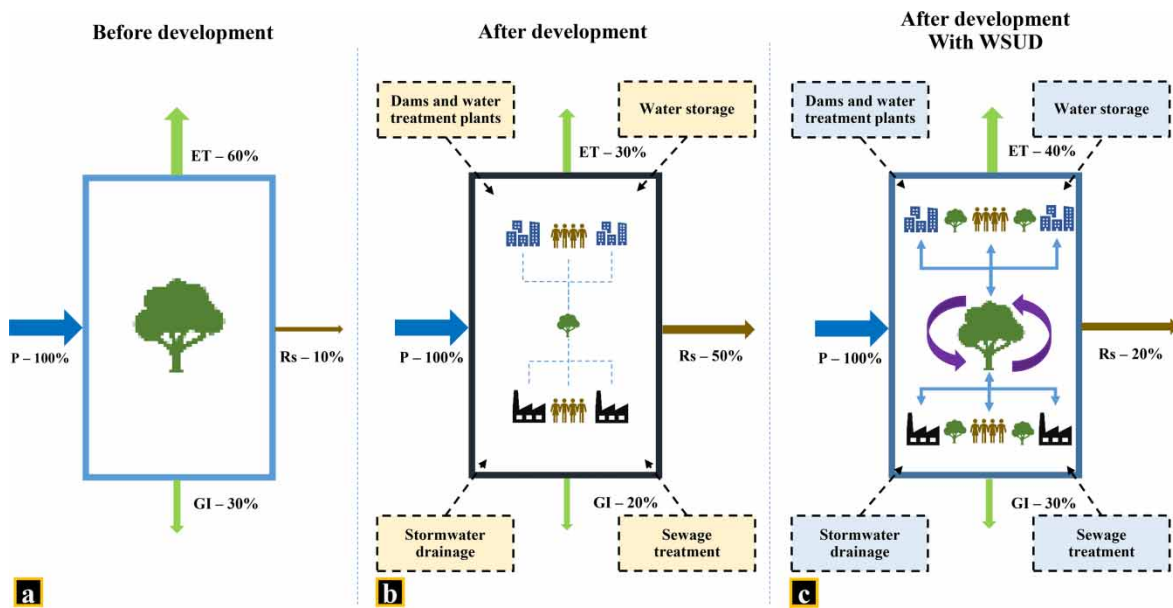 Before development
ET – 60%
P – 100%
Rs – 10%
GI – 30%
a
After development
Dams and water
treatment plants
Water storage
ET – 30%
P – 100%
Rs – 50%
GI – 20%
Stormwater
drainage
Sewage
treatment
b
After development
With WSUD
Dams and water
treatment plants
Water storage
ET – 40%
P – 100%
Rs – 20%
GI – 30%
Stormwater
drainage
Sewage
treatment
c